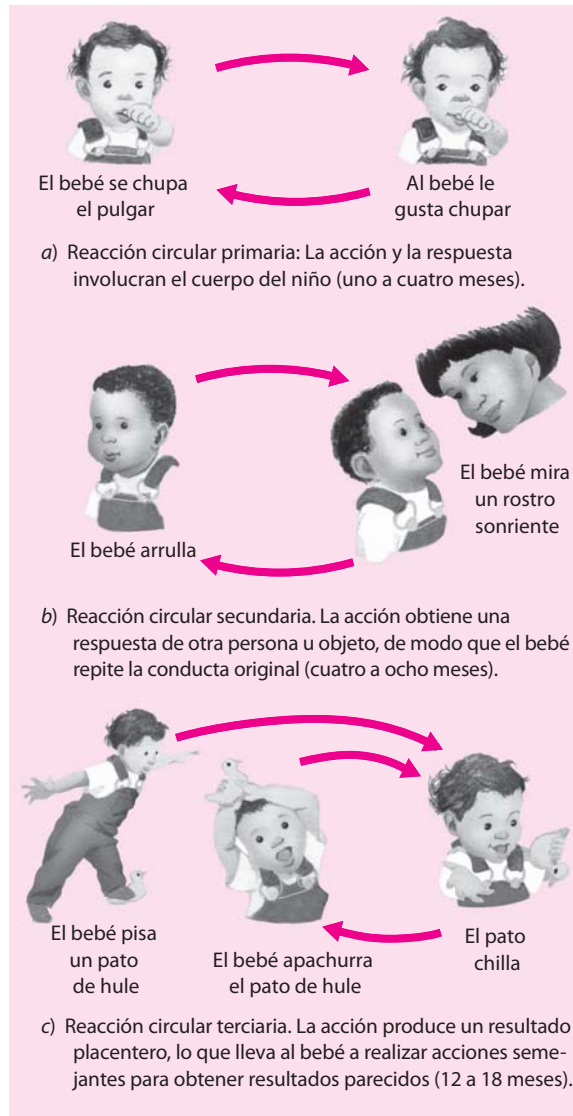 El bebé se chupa
el pulgar
Al bebé le
gusta chupar
a) Reacción circular primaria: La acción y la respuesta
involucran el cuerpo del niño (uno a cuatro meses).
El bebé arrulla
El bebé mira
un rostro
sonriente
b) Reacción circular secundaria. La acción obtiene una
respuesta de otra persona u objeto, de modo que el bebé
repite la conducta original (cuatro a ocho meses).
El bebé pisa
un pato
de hule
El bebé apachurra
el pato de hule
El pato
chilla
c) Reacción circular terciaria. La acción produce un resultado
placentero, lo que lleva al bebé a realizar acciones seme-
jantes para obtener resultados parecidos (12 a 18 meses).